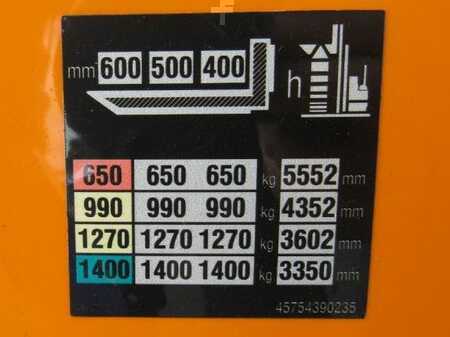 mm 600 500 400
h
650 650 650 kg 5552 mm
990 990 990 kg 4352 mm
1270 1270 1270 kg 3602 mm
1400 1400 1400 kg 3350 mm
45754390235